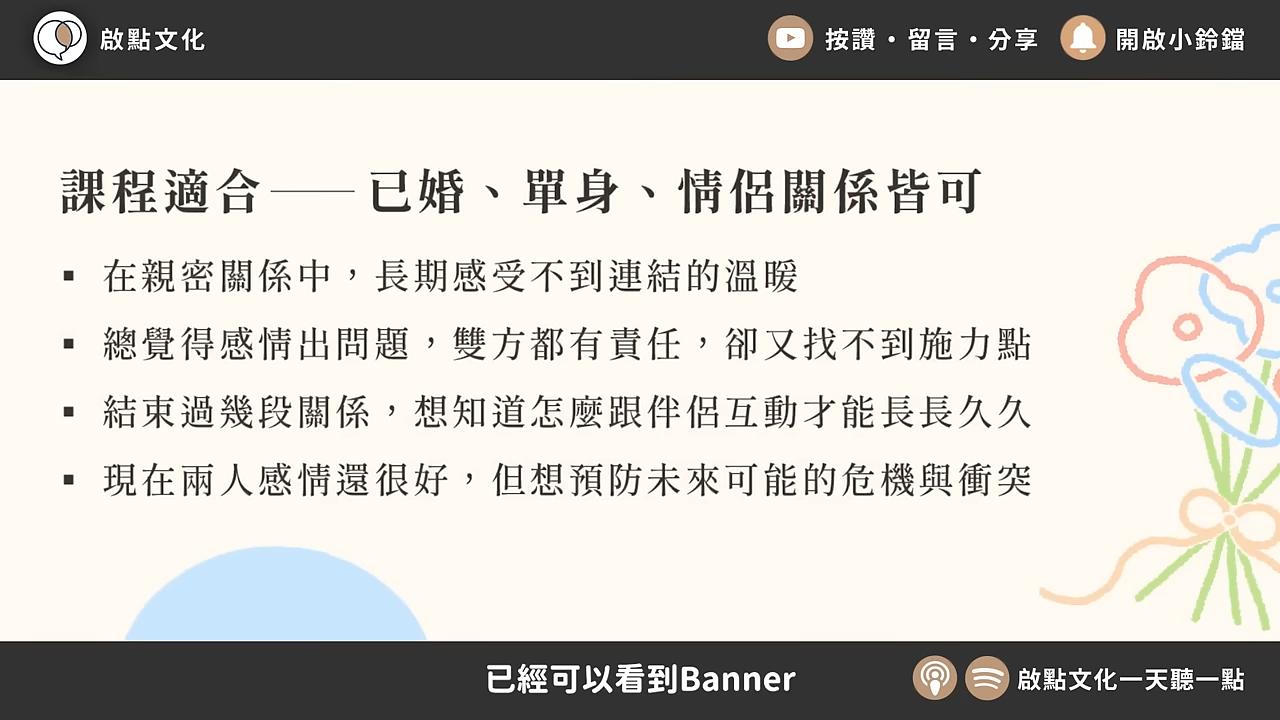 啟點文化
按讚・留言・分享
開啟小鈴鐺
課程適合——已婚、單身、情侶關係皆可
▪ 在親密關係中，長期感受不到連結的溫暖
▪ 總覺得感情出問題，雙方都有責任，卻又找不到施力點
▪ 結束過幾段關係，想知道怎麼跟伴侶互動才能長長久久
▪ 現在兩人感情還很好，但想預防未來可能的危機與衝突
已經可以看到Banner
啟點文化一天聽一點